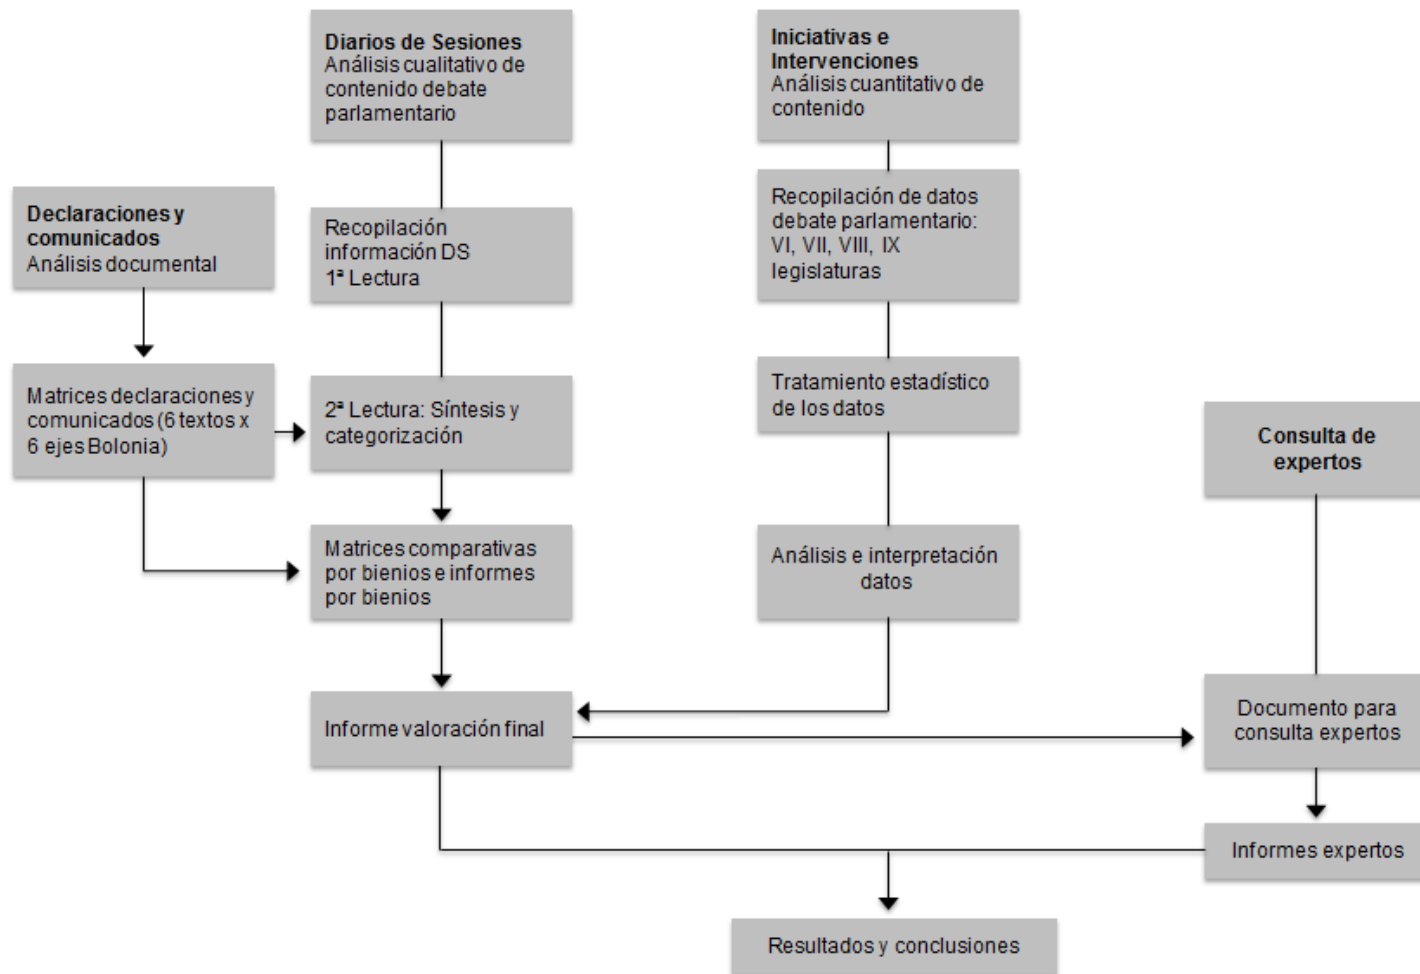 Diarios de Sesiones
Análisis cualitativo de
contenido debate
parlamentario
Iniciativas e
Intervenciones
Análisis cuantitativo de
contenido
Declaraciones y
comunicados
Análisis documental
Recopilación
información DS
1ª Lectura
Recopilación de datos
debate parlamentario:
VI, VII, VIII, IX
legislaturas
Matrices declaraciones y
comunicados (6 textos x
6 ejes Bolonia)
2ª Lectura: Síntesis y
categorización
Tratamiento estadístico
de los datos
Consulta de
expertos
Matrices comparativas
por bienios e informes
por bienios
Análisis e interpretación
datos
Informe valoración final
Documento para
consulta expertos
Informes expertos
Resultados y conclusiones